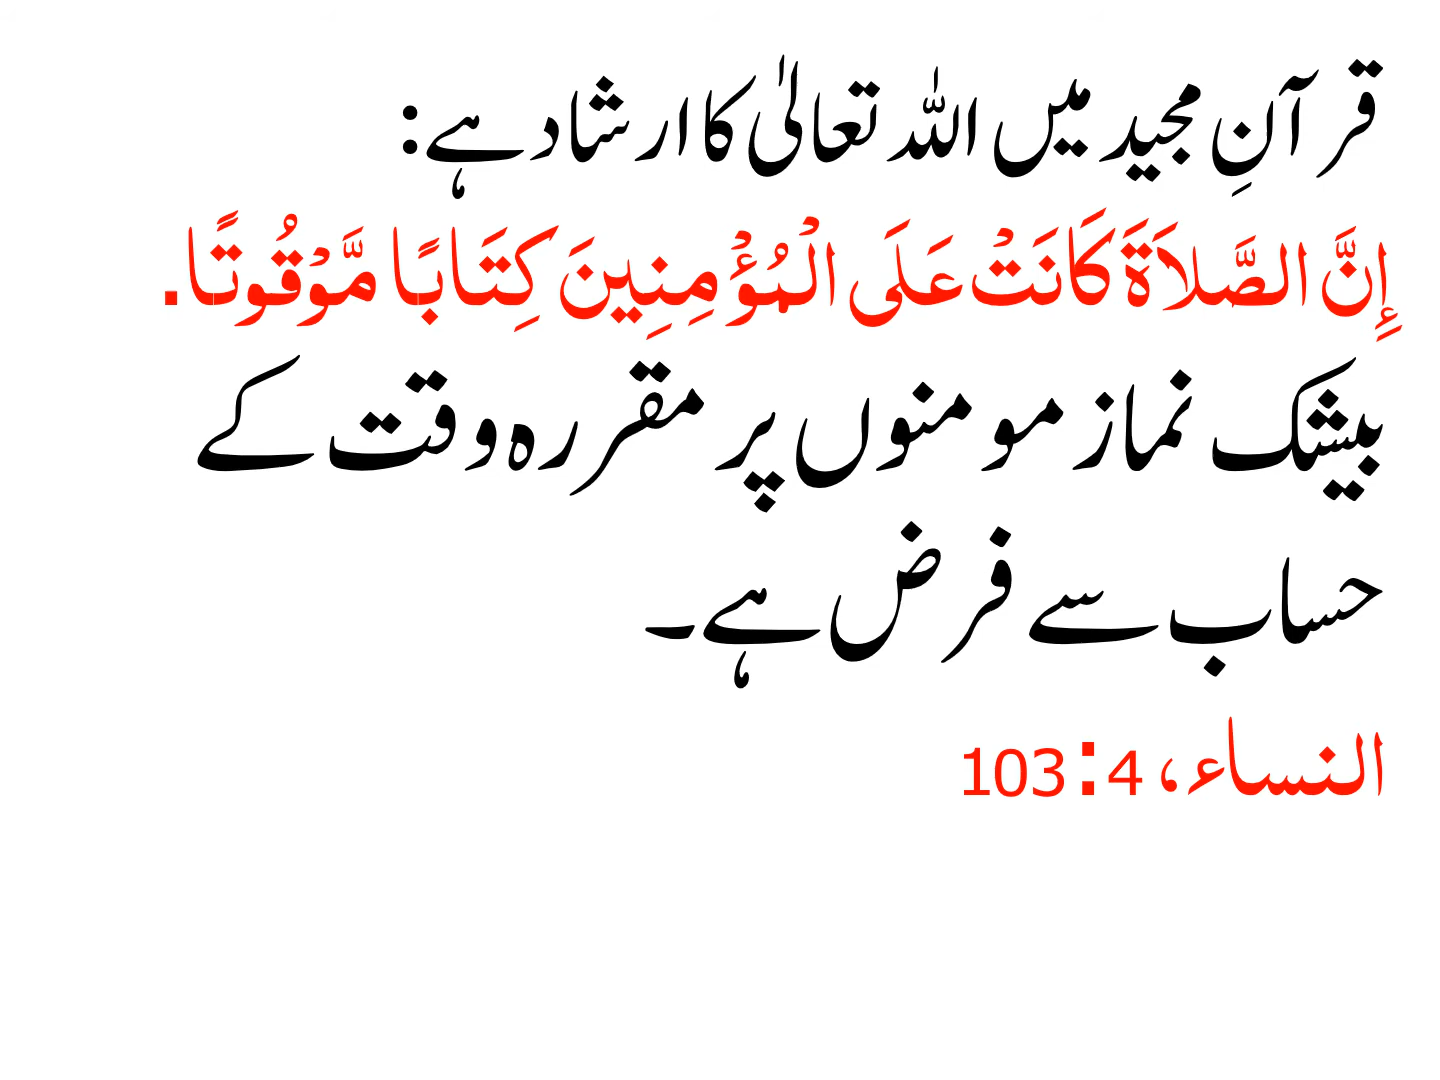 قرآنِ مجید میں اللہ تعالیٰ کا ارشاد ہے:
إِنَّ الصَّلاَةَ كَانَتْ عَلَى الْمُؤْمِنِينَ كِتَابًا مَّوْقُوتًا.
بیشک نماز مومنوں پر مقررہ وقت کے
حساب سے فرض ہے۔
النساء، 4:103